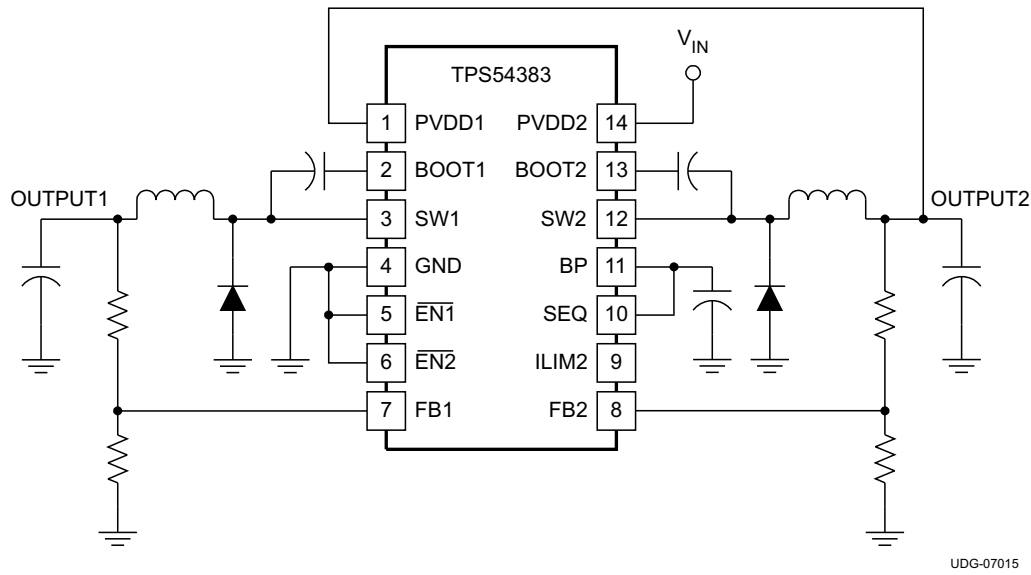 V_IN
TPS54383
1 PVDD1 PVDD2 14
2 BOOT1 BOOT2 13
OUTPUT1 OUTPUT2
3 SW1 SW2 12
4 GND BP 11
5 EN1 SEQ 10
6 EN2 ILIM2 9
7 FB1 FB2 8
UDG-07015